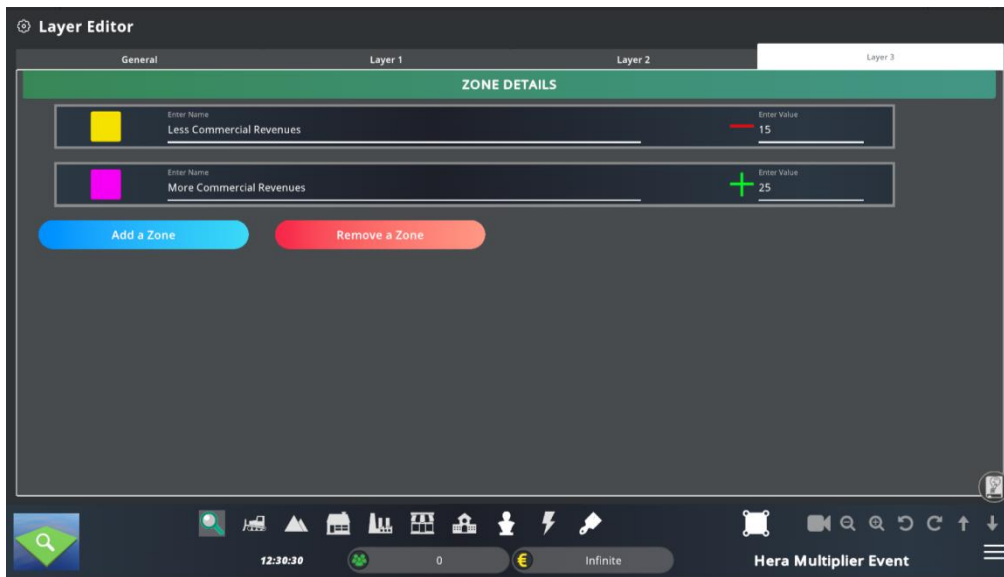 Layer Editor
General
Layer 1
Layer 2
Layer 3
ZONE DETAILS
Enter Name
Less Commercial Revenues
Enter Value
15
Enter Name
More Commercial Revenues
Enter Value
25
Add a Zone
Remove a Zone
12:30:30
0
Infinite
Hera Multiplier Event